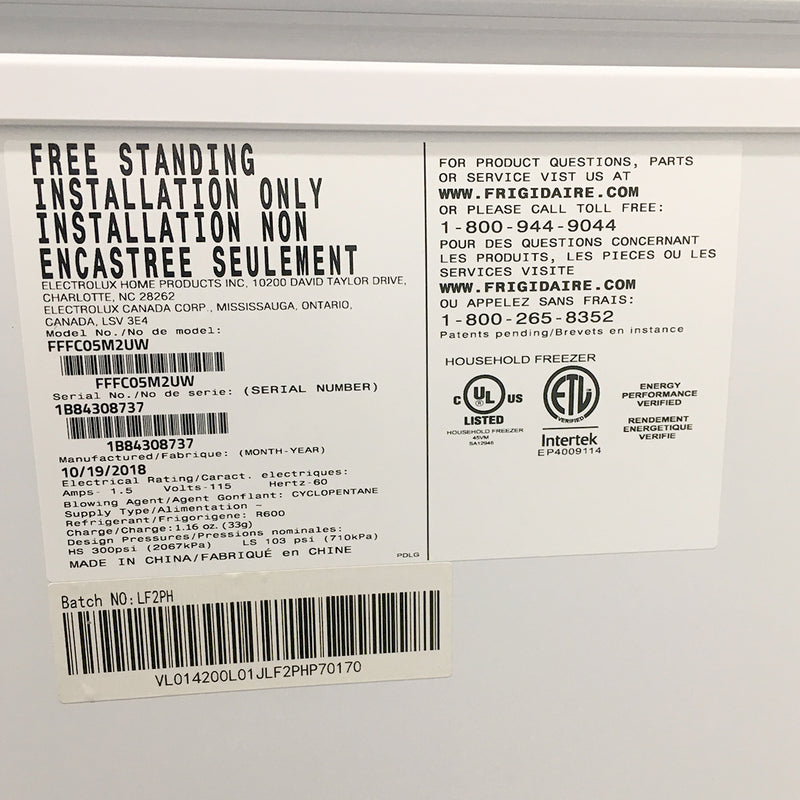 FREE STANDING
INSTALLATION ONLY
INSTALLATION NON
ENCASTREE SEULEMENT
ELECTROLUX HOME PRODUCTS INC, 10200 DAVID TAYLOR DRIVE,
CHARLOTTE, NC 28262
ELECTROLUX CANADA CORP., MISSISSAUGA, ONTARIO,
CANADA, LSV 3E4
Model No./No de model:
FFFC05M2UW
FFFC05M2UW
Serial No./No de serie: (SERIAL NUMBER)
1B84308737
1B84308737
Manufactured/Fabrique: (MONTH-YEAR)
10/19/2018
Electrical Rating/Caract. electriques:
Amps- 1.5 Volts-115 Hertz-60
Blowing Agent/Agent Gonflant: CYCLOPENTANE
Supply Type/Alimentation ~
Refrigerant/Frigorigene: R600
Charge/Charge: 1.16 oz. (33g)
Design Pressures/Pressions nominales:
HS 300psi (2067kPa) LS 103 psi (710kPa)
MADE IN CHINA/FABRIQUÉ en CHINE
PDLG
FOR PRODUCT QUESTIONS, PARTS
OR SERVICE VIST US AT
WWW.FRIGIDAIRE.COM
OR PLEASE CALL TOLL FREE:
1-800-944-9044
POUR DES QUESTIONS CONCERNANT
LES PRODUITS, LES PIECES OU LES
SERVICES VISITE
WWW.FRIGIDAIRE.COM
OU APPELEZ SANS FRAIS:
1-800-265-8352
Patents pending/Brevets en instance
HOUSEHOLD FREEZER
C UL US
LISTED
HOUSEHOLD FREEZER
45VM
SA12946
ETL
VERIFIED
Intertek
EP4009114
ENERGY
PERFORMANCE
VERIFIED
RENDEMENT
ENERGETIQUE
VERIFIE
Batch NO:LF2PH
VL014200L01JLF2PHP70170